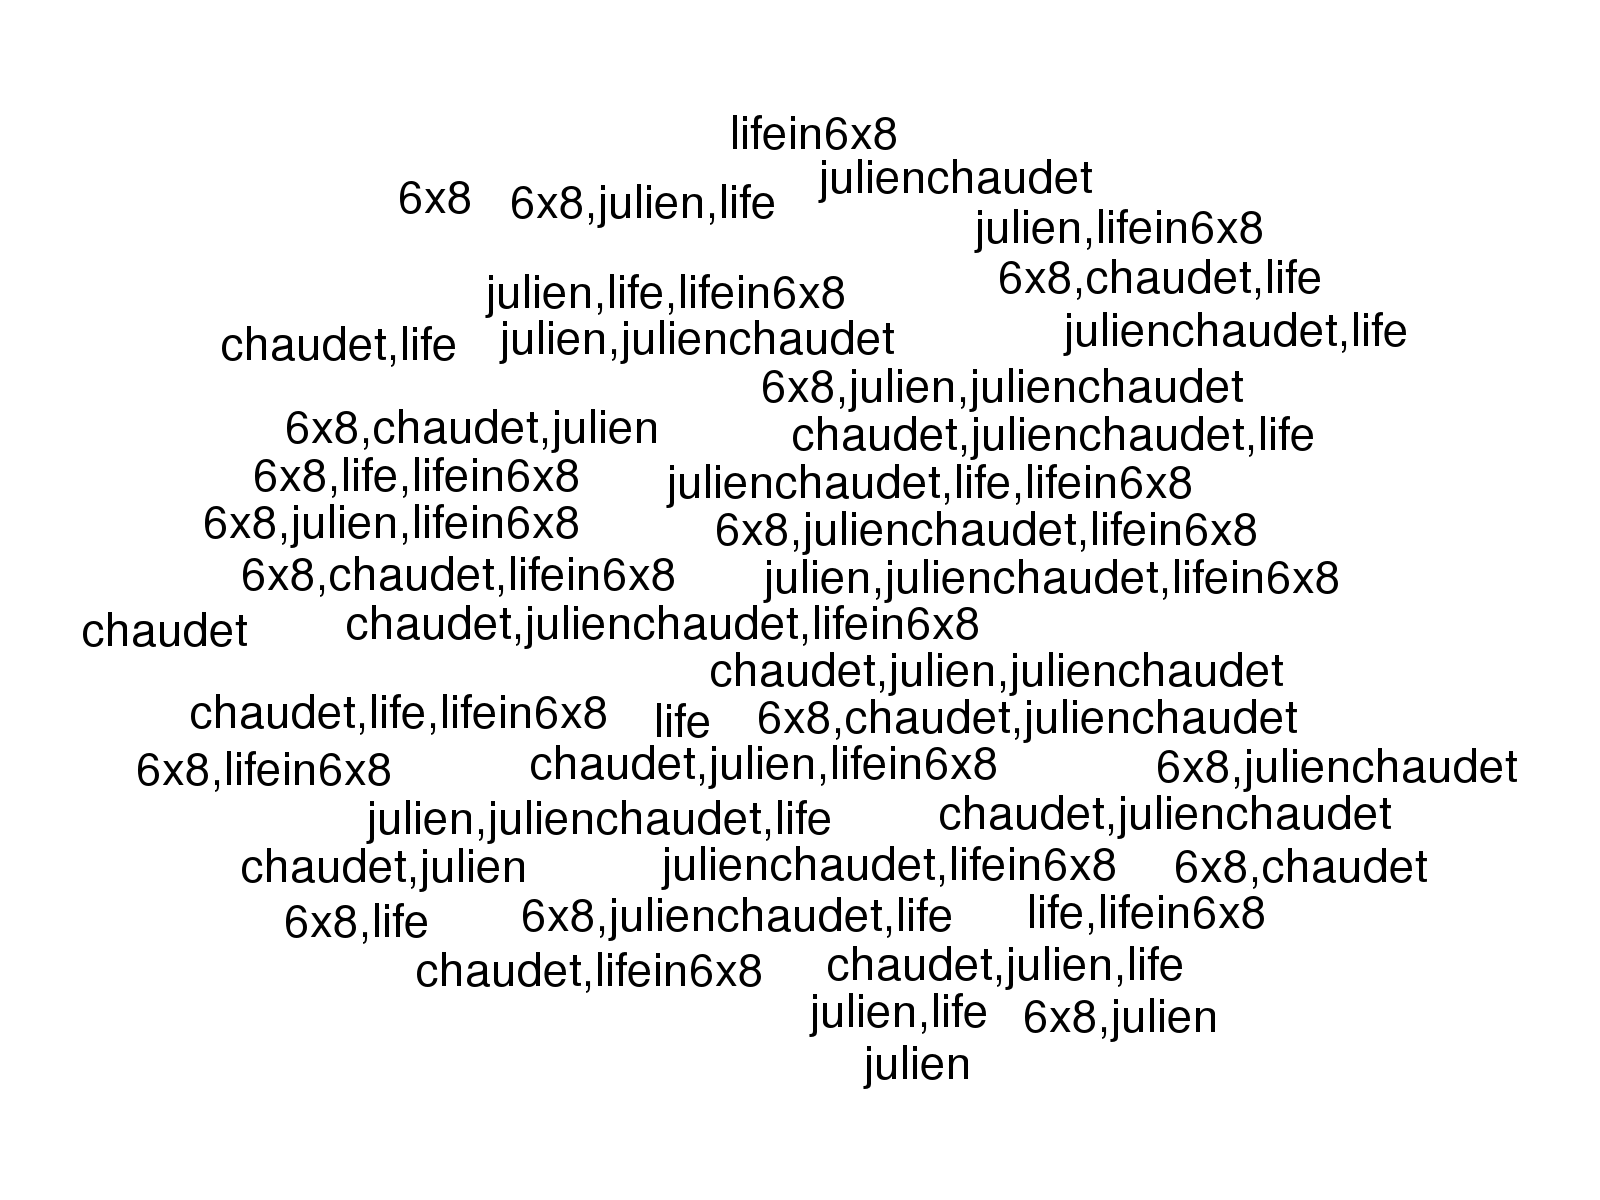 lifein6x8
julienchaudet
6x8
6x8,julien,life
julien,lifein6x8
6x8,chaudet,life
julien,life,lifein6x8
julienchaudet,life
chaudet,life
julien,julienchaudet
6x8,julien,julienchaudet
6x8,chaudet,julien
chaudet,julienchaudet,life
6x8,life,lifein6x8
julienchaudet,life,lifein6x8
6x8,julien,lifein6x8
6x8,julienchaudet,lifein6x8
6x8,chaudet,lifein6x8
julien,julienchaudet,lifein6x8
chaudet
chaudet,julienchaudet,lifein6x8
chaudet,julien,julienchaudet
chaudet,life,lifein6x8
life
6x8,chaudet,julienchaudet
6x8,lifein6x8
chaudet,julien,lifein6x8
6x8,julienchaudet
julien,julienchaudet,life
chaudet,julienchaudet
chaudet,julien
julienchaudet,lifein6x8
6x8,chaudet
6x8,life
6x8,julienchaudet,life
life,lifein6x8
chaudet,lifein6x8
chaudet,julien,life
julien,life
6x8,julien
julien